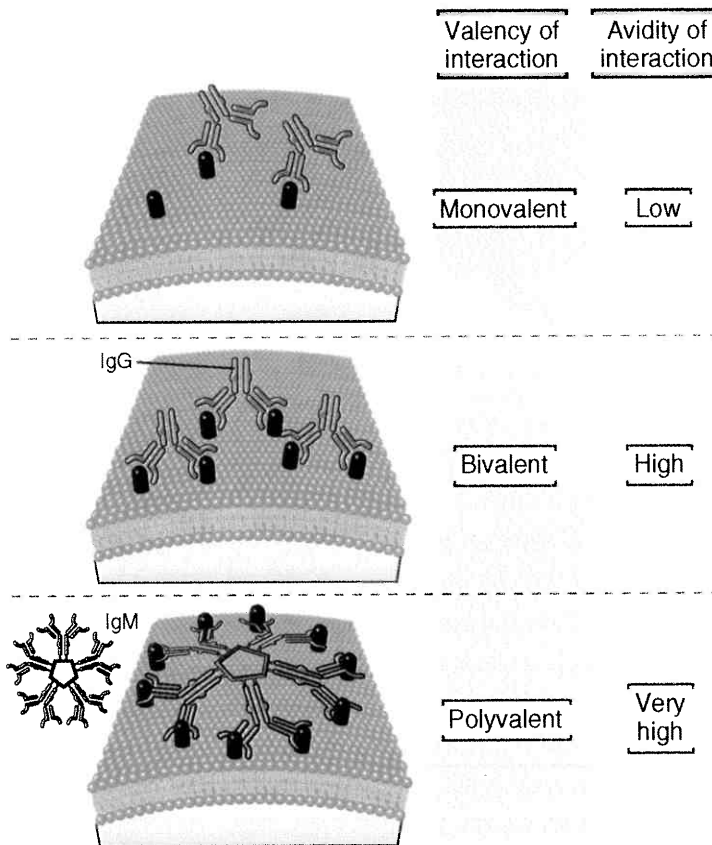 Valency of
interaction
Avidity of
interaction
Monovalent
Low
IgG
Bivalent
High
IgM
Polyvalent
Very
high